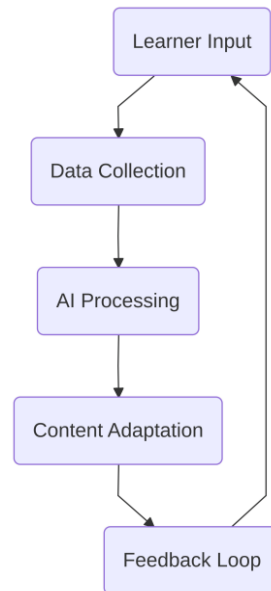 Learner Input
Data Collection
AI Processing
Content Adaptation
Feedback Loop